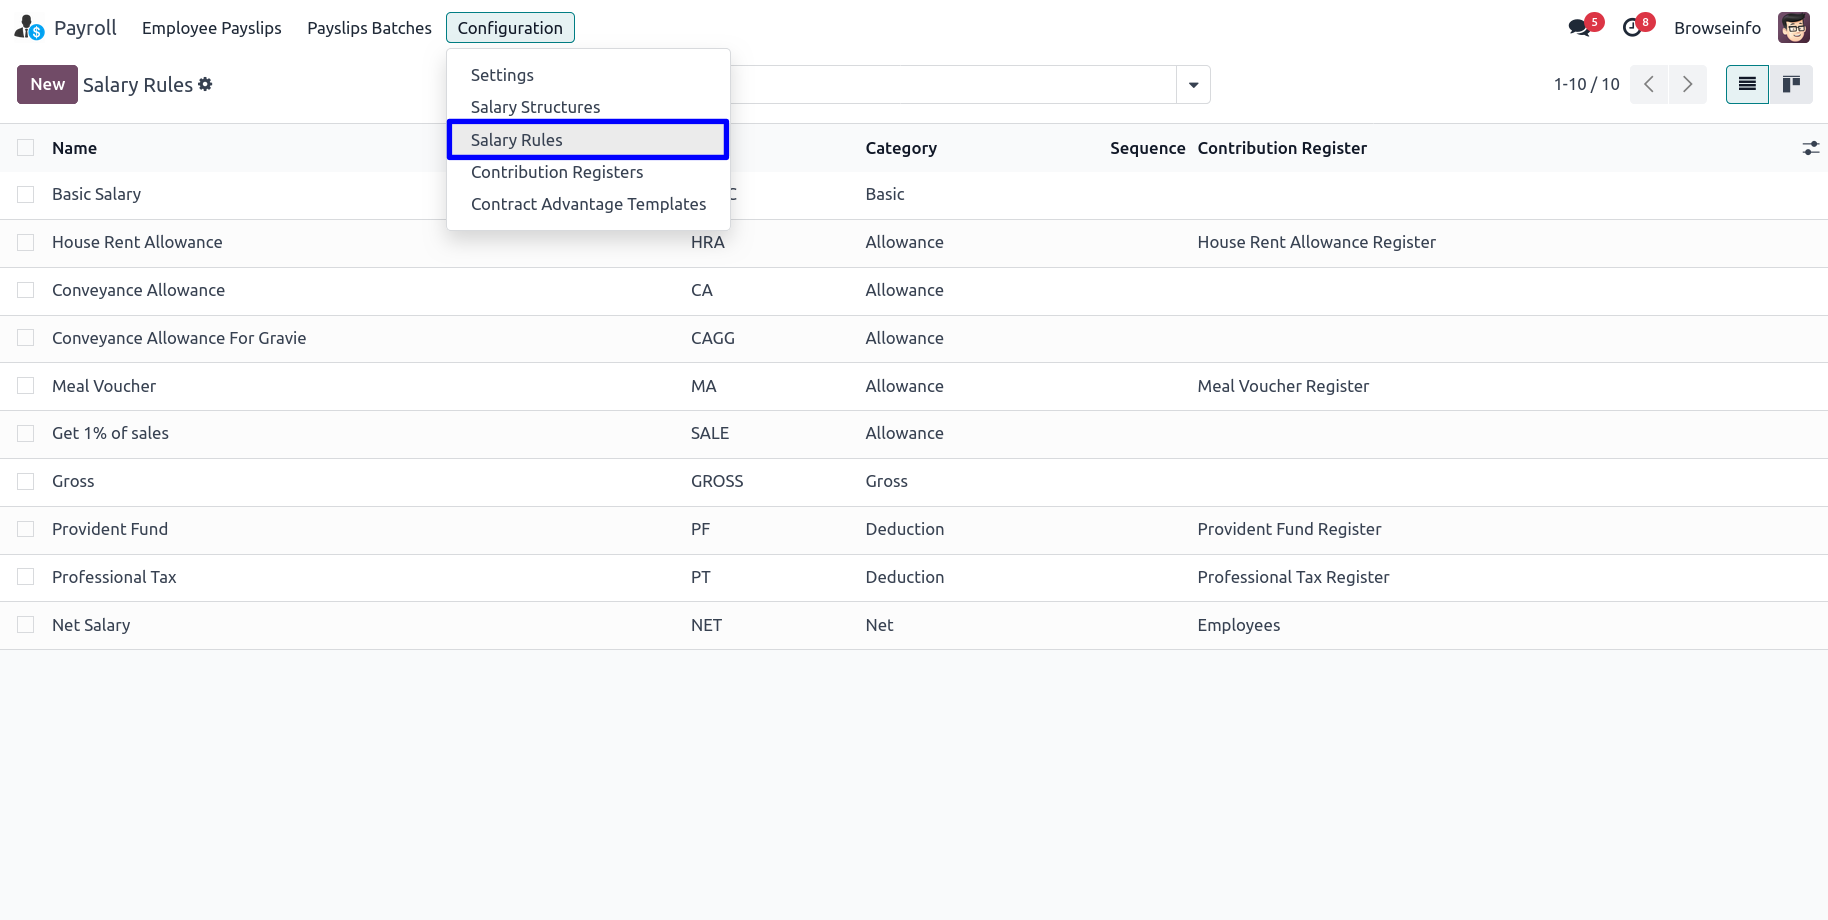 Payroll Employee Payslips Payslips Batches Configuration 5 8 Browseinfo
New Salary Rules 1-10 / 10
Settings
Salary Structures
Salary Rules
Contribution Registers
Contract Advantage Templates
Name Category Sequence Contribution Register
Basic Salary C Basic
House Rent Allowance HRA Allowance House Rent Allowance Register
Conveyance Allowance CA Allowance
Conveyance Allowance For Gravie CAGG Allowance
Meal Voucher MA Allowance Meal Voucher Register
Get 1% of sales SALE Allowance
Gross GROSS Gross
Provident Fund PF Deduction Provident Fund Register
Professional Tax PT Deduction Professional Tax Register
Net Salary NET Net Employees